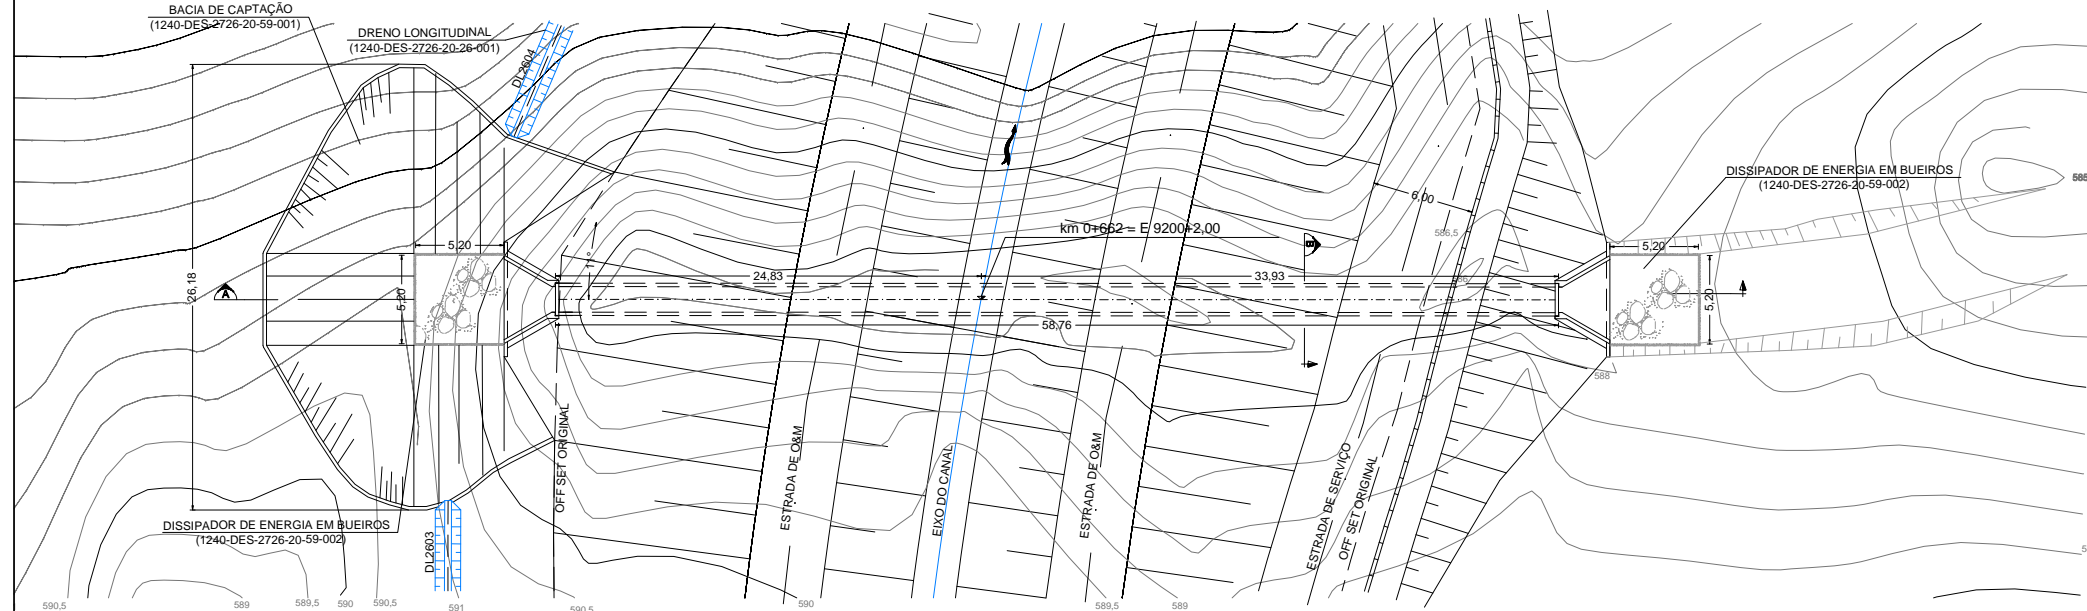 BACIA DE CAPTAÇÃO
(1240-DES-2726-20-59-001)
DRENO LONGITUDINAL
(1240-DES-2726-20-26-001)
DL2604
DISSIPADOR DE ENERGIA EM BUEIROS
(1240-DES-2726-20-59-002)
585
6,00
km 0+662 = E 9200+2,00
586,5
B
5,20
5,20
11°
24,83
33,93
586
26,18
A
5,20
5,20
58,76
588
OFF SET ORIGINAL
ESTRADA DE O&M
EIXO DO CANAL
ESTRADA DE O&M
ESTRADA DE SERVIÇO
OFF SET ORIGINAL
DISSIPADOR DE ENERGIA EM BUEIROS
(1240-DES-2726-20-59-002)
DL2603
590,5
589
589,5
590
590,5
591
590,5
590
589,5
589